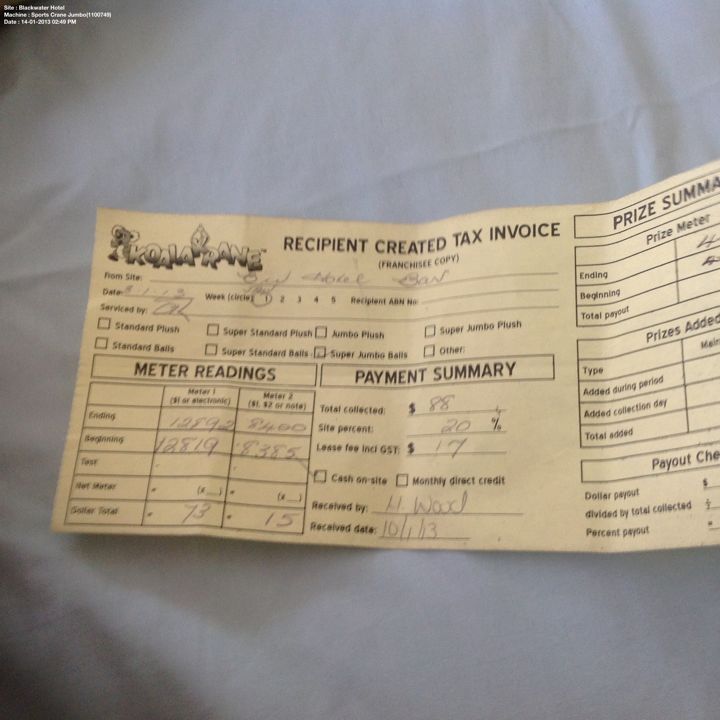 Site : Blackwater Hotel
Machine : Sports Crane Jumbo(1100749)
Date : 14-01-2013 02:49 PM
KOALA KRANE
RECIPIENT CREATED TAX INVOICE
(FRANCHISEE COPY)
From Site: Hotel Bar
Date: 8.1.13 Week (circle) 1 2 3 4 5 Recipient ABN No:
Serviced by:
Standard Plush Super Standard Plush Jumbo Plush Super Jumbo Plush
Standard Balls Super Standard Balls Super Jumbo Balls Other:
METER READINGS
Meter 1 Meter 2
($1 or electronic) ($1, $2 or note)
Ending 12892 8400
Beginning 12819 8385
Test
Net Meter = (x ) = (x )
Dollar Total = 73 = 15
PAYMENT SUMMARY
Total collected: $ 88
Site percent: 20 %
Lease fee incl GST: $ 17
Cash on-site Monthly direct credit
Received by: H. Wood
Received date: 10/1/13
PRIZE SUMMA
Prize Meter
Ending
Beginning
Total payout
Prizes Added
Type
Added during period
Added collection day
Total added
Payout Che
Dollar payout $
divided by total collected ÷
Percent payout =